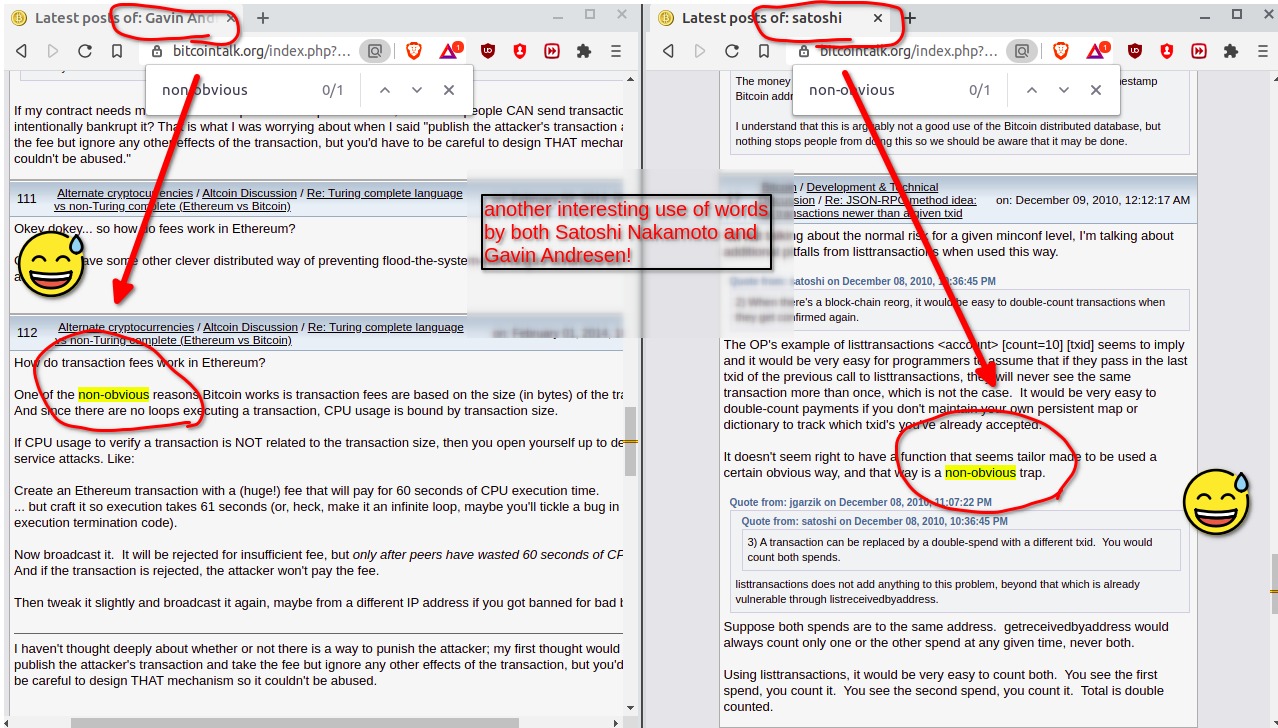 Latest posts of: Gavin And
bitcointalk.org/index.php?...
1
non-obvious 0/1
If my contract needs m
eople CAN send transactic
intentionally bankrupt it? That is what I was worrying about when I said "publish the attacker's transaction a
the fee but ignore any other effects of the transaction, but you'd have to be careful to design THAT mechar
couldn't be abused."
111 Alternate cryptocurrencies / Altcoin Discussion / Re: Turing complete language
vs non-Turing complete (Ethereum vs Bitcoin)
Okey dokey... so how do fees work in Ethereum?
ave some other clever distributed way of preventing flood-the-syste
112 Alternate cryptocurrencies / Altcoin Discussion / Re: Turing complete language
vs non-Turing complete (Ethereum vs Bitcoin)
on: February 01, 2014,
How do transaction fees work in Ethereum?
One of the non-obvious reasons Bitcoin works is transaction fees are based on the size (in bytes) of the tra
And since there are no loops executing a transaction, CPU usage is bound by transaction size.
If CPU usage to verify a transaction is NOT related to the transaction size, then you open yourself up to de
service attacks. Like:
Create an Ethereum transaction with a (huge!) fee that will pay for 60 seconds of CPU execution time.
... but craft it so execution takes 61 seconds (or, heck, make it an infinite loop, maybe you'll tickle a bug in
execution termination code).
Now broadcast it. It will be rejected for insufficient fee, but only after peers have wasted 60 seconds of CF
And if the transaction is rejected, the attacker won't pay the fee.
Then tweak it slightly and broadcast it again, maybe from a different IP address if you got banned for bad b
I haven't thought deeply about whether or not there is a way to punish the attacker; my first thought would
publish the attacker's transaction and take the fee but ignore any other effects of the transaction, but you'd
be careful to design THAT mechanism so it couldn't be abused.
another interesting use of words
by both Satoshi Nakamoto and
Gavin Andresen!
Latest posts of: satoshi
bitcointalk.org/index.php?...
1
non-obvious 0/1
The money
mestamp
Bitcoin addr
I understand that this is arguably not a good use of the Bitcoin distributed database, but
nothing stops people from doing this so we should be aware that it may be done.
Bitcoin / Development & Technical
sion / Re: JSON-RPC method idea:
ansactions newer than a given txid
on: December 09, 2010, 12:12:17 AM
ng about the normal risk for a given minconf level, I'm talking about
additional pitfalls from listtransactions when used this way.
Quote from: satoshi on December 08, 2010, 10:36:45 PM
2) When there's a block-chain reorg, it would be easy to double-count transactions when
they get confirmed again.
The OP's example of listtransactions <account> [count=10] [txid] seems to imply
and it would be very easy for programmers to assume that if they pass in the last
txid of the previous call to listtransactions, they will never see the same
transaction more than once, which is not the case. It would be very easy to
double-count payments if you don't maintain your own persistent map or
dictionary to track which txid's you've already accepted.
It doesn't seem right to have a function that seems tailor made to be used a
certain obvious way, and that way is a non-obvious trap.
Quote from: jgarzik on December 08, 2010, 11:07:22 PM
Quote from: satoshi on December 08, 2010, 10:36:45 PM
3) A transaction can be replaced by a double-spend with a different txid. You would
count both spends.
listtransactions does not add anything to this problem, beyond that which is already
vulnerable through listreceivedbyaddress.
Suppose both spends are to the same address. getreceivedbyaddress would
always count only one or the other spend at any given time, never both.
Using listtransactions, it would be very easy to count both. You see the first
spend, you count it. You see the second spend, you count it. Total is double
counted.